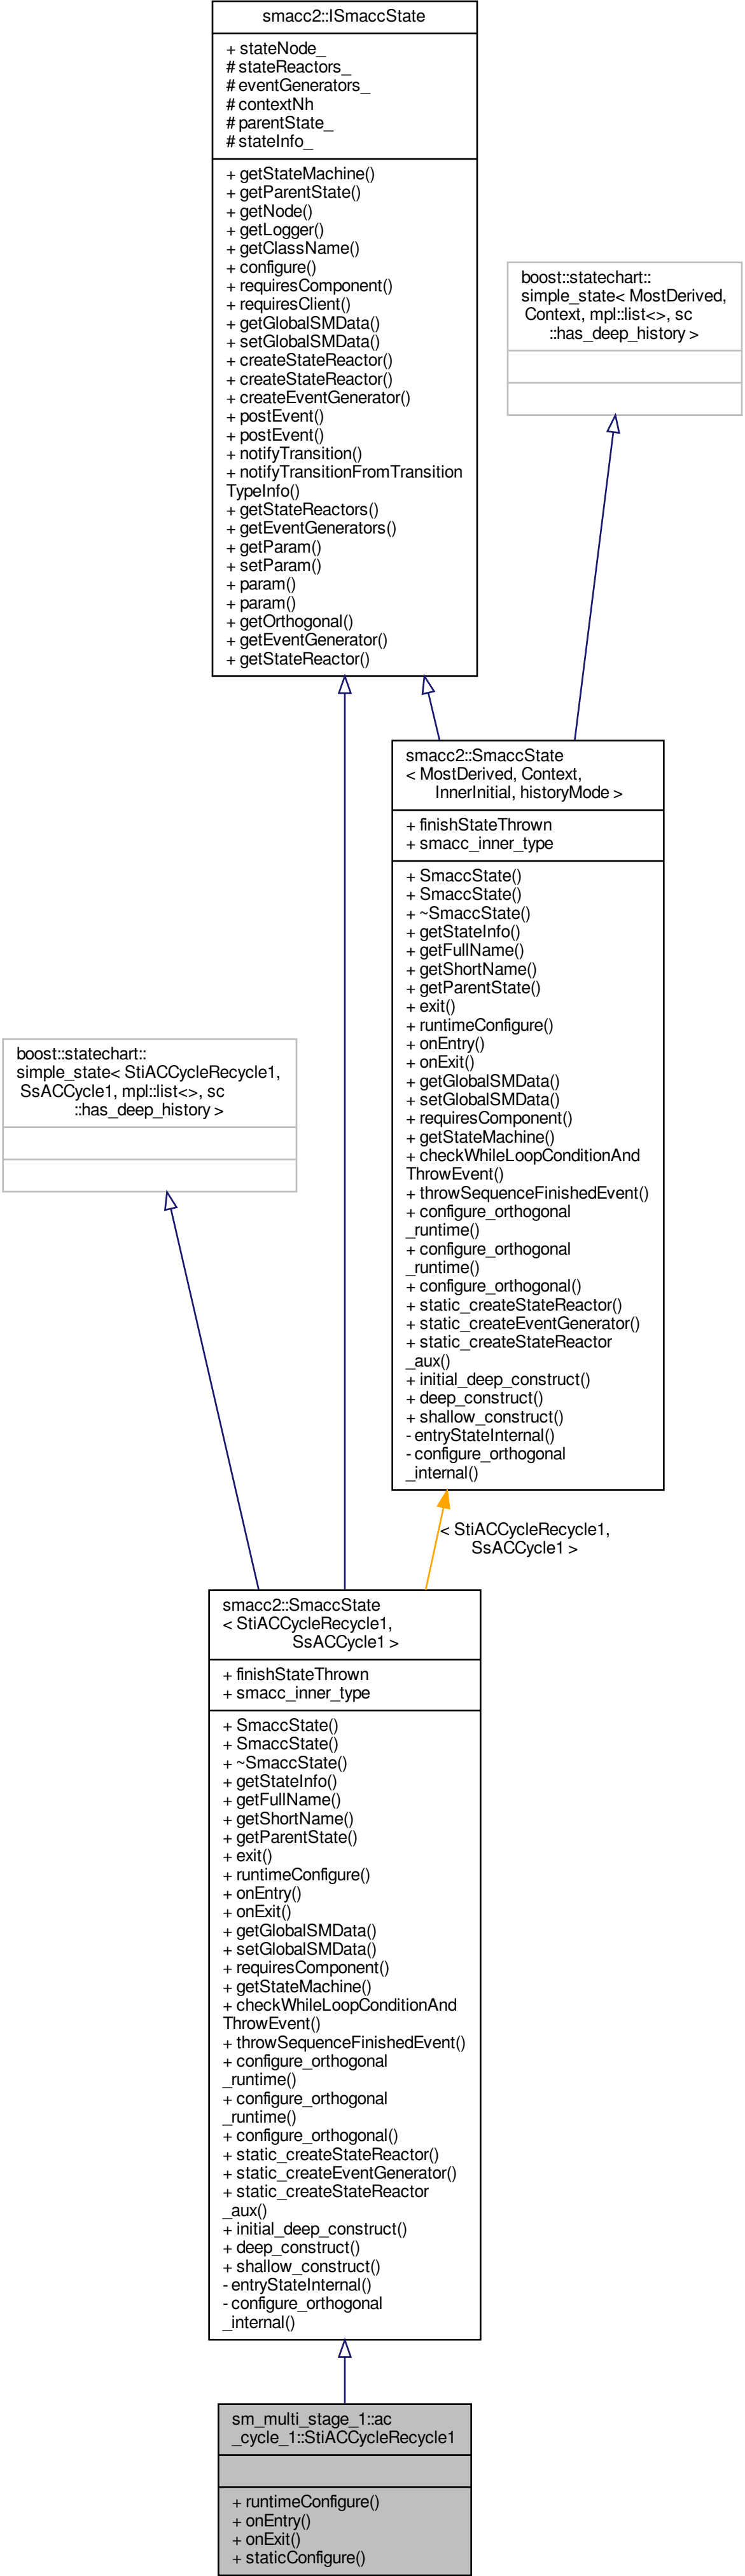 smacc2::ISmaccState
+ stateNode_
# stateReactors_
# eventGenerators_
# contextNh
# parentState_
# stateInfo_
+ getStateMachine()
+ getParentState()
+ getNode()
+ getLogger()
+ getClassName()
+ configure()
+ requiresComponent()
+ requiresClient()
+ getGlobalSMData()
+ setGlobalSMData()
+ createStateReactor()
+ createStateReactor()
+ createEventGenerator()
+ postEvent()
+ postEvent()
+ notifyTransition()
+ notifyTransitionFromTransition
TypeInfo()
+ getStateReactors()
+ getEventGenerators()
+ getParam()
+ setParam()
+ param()
+ param()
+ getOrthogonal()
+ getEventGenerator()
+ getStateReactor()
boost::statechart::
simple_state< MostDerived,
Context, mpl::list<>, sc
::has_deep_history >
smacc2::SmaccState
< MostDerived, Context,
InnerInitial, historyMode >
+ finishStateThrown
+ smacc_inner_type
+ SmaccState()
+ SmaccState()
+ ~SmaccState()
+ getStateInfo()
+ getFullName()
+ getShortName()
+ getParentState()
+ exit()
+ runtimeConfigure()
+ onEntry()
+ onExit()
+ getGlobalSMData()
+ setGlobalSMData()
+ requiresComponent()
+ getStateMachine()
+ checkWhileLoopConditionAnd
ThrowEvent()
+ throwSequenceFinishedEvent()
+ configure_orthogonal
_runtime()
+ configure_orthogonal
_runtime()
+ configure_orthogonal()
+ static_createStateReactor()
+ static_createEventGenerator()
+ static_createStateReactor
_aux()
+ initial_deep_construct()
+ deep_construct()
+ shallow_construct()
- entryStateInternal()
- configure_orthogonal
_internal()
boost::statechart::
simple_state< StiACCycleRecycle1,
SsACCycle1, mpl::list<>, sc
::has_deep_history >
< StiACCycleRecycle1,
SsACCycle1 >
smacc2::SmaccState
< StiACCycleRecycle1,
SsACCycle1 >
+ finishStateThrown
+ smacc_inner_type
+ SmaccState()
+ SmaccState()
+ ~SmaccState()
+ getStateInfo()
+ getFullName()
+ getShortName()
+ getParentState()
+ exit()
+ runtimeConfigure()
+ onEntry()
+ onExit()
+ getGlobalSMData()
+ setGlobalSMData()
+ requiresComponent()
+ getStateMachine()
+ checkWhileLoopConditionAnd
ThrowEvent()
+ throwSequenceFinishedEvent()
+ configure_orthogonal
_runtime()
+ configure_orthogonal
_runtime()
+ configure_orthogonal()
+ static_createStateReactor()
+ static_createEventGenerator()
+ static_createStateReactor
_aux()
+ initial_deep_construct()
+ deep_construct()
+ shallow_construct()
- entryStateInternal()
- configure_orthogonal
_internal()
sm_multi_stage_1::ac
_cycle_1::StiACCycleRecycle1
+ runtimeConfigure()
+ onEntry()
+ onExit()
+ staticConfigure()